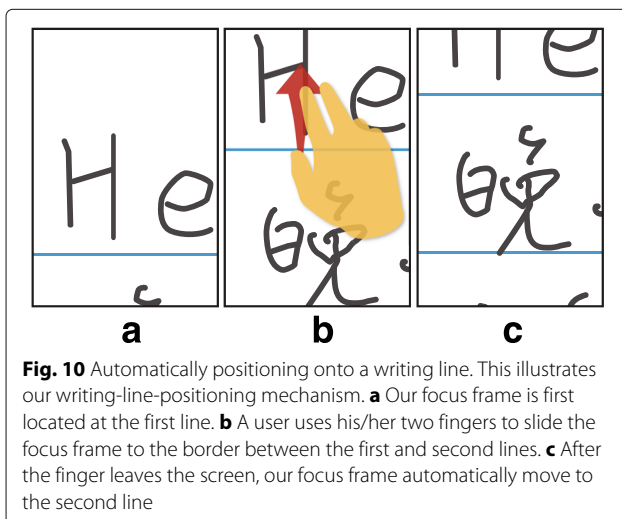 He
He
He
a b c
Fig. 10 Automatically positioning onto a writing line. This illustrates
our writing-line-positioning mechanism. a Our focus frame is first
located at the first line. b A user uses his/her two fingers to slide the
focus frame to the border between the first and second lines. c After
the finger leaves the screen, our focus frame automatically move to
the second line